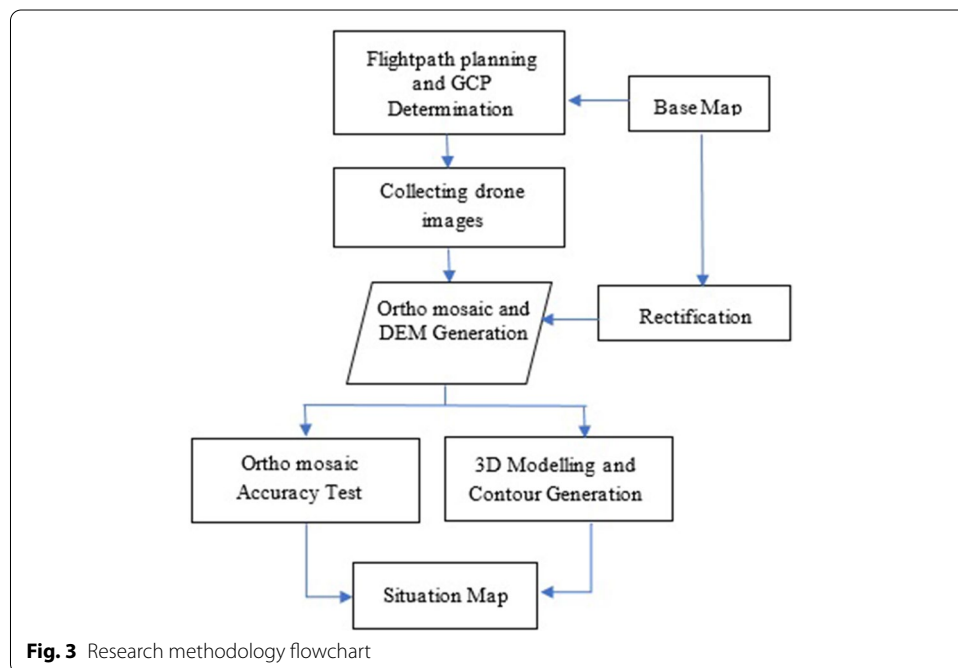 Flightpath planning
and GCP
Determination
Base Map
Collecting drone
images
Ortho mosaic and
DEM Generation
Rectification
Ortho mosaic
Accuracy Test
3D Modelling and
Contour Generation
Situation Map
Fig. 3 Research methodology flowchart